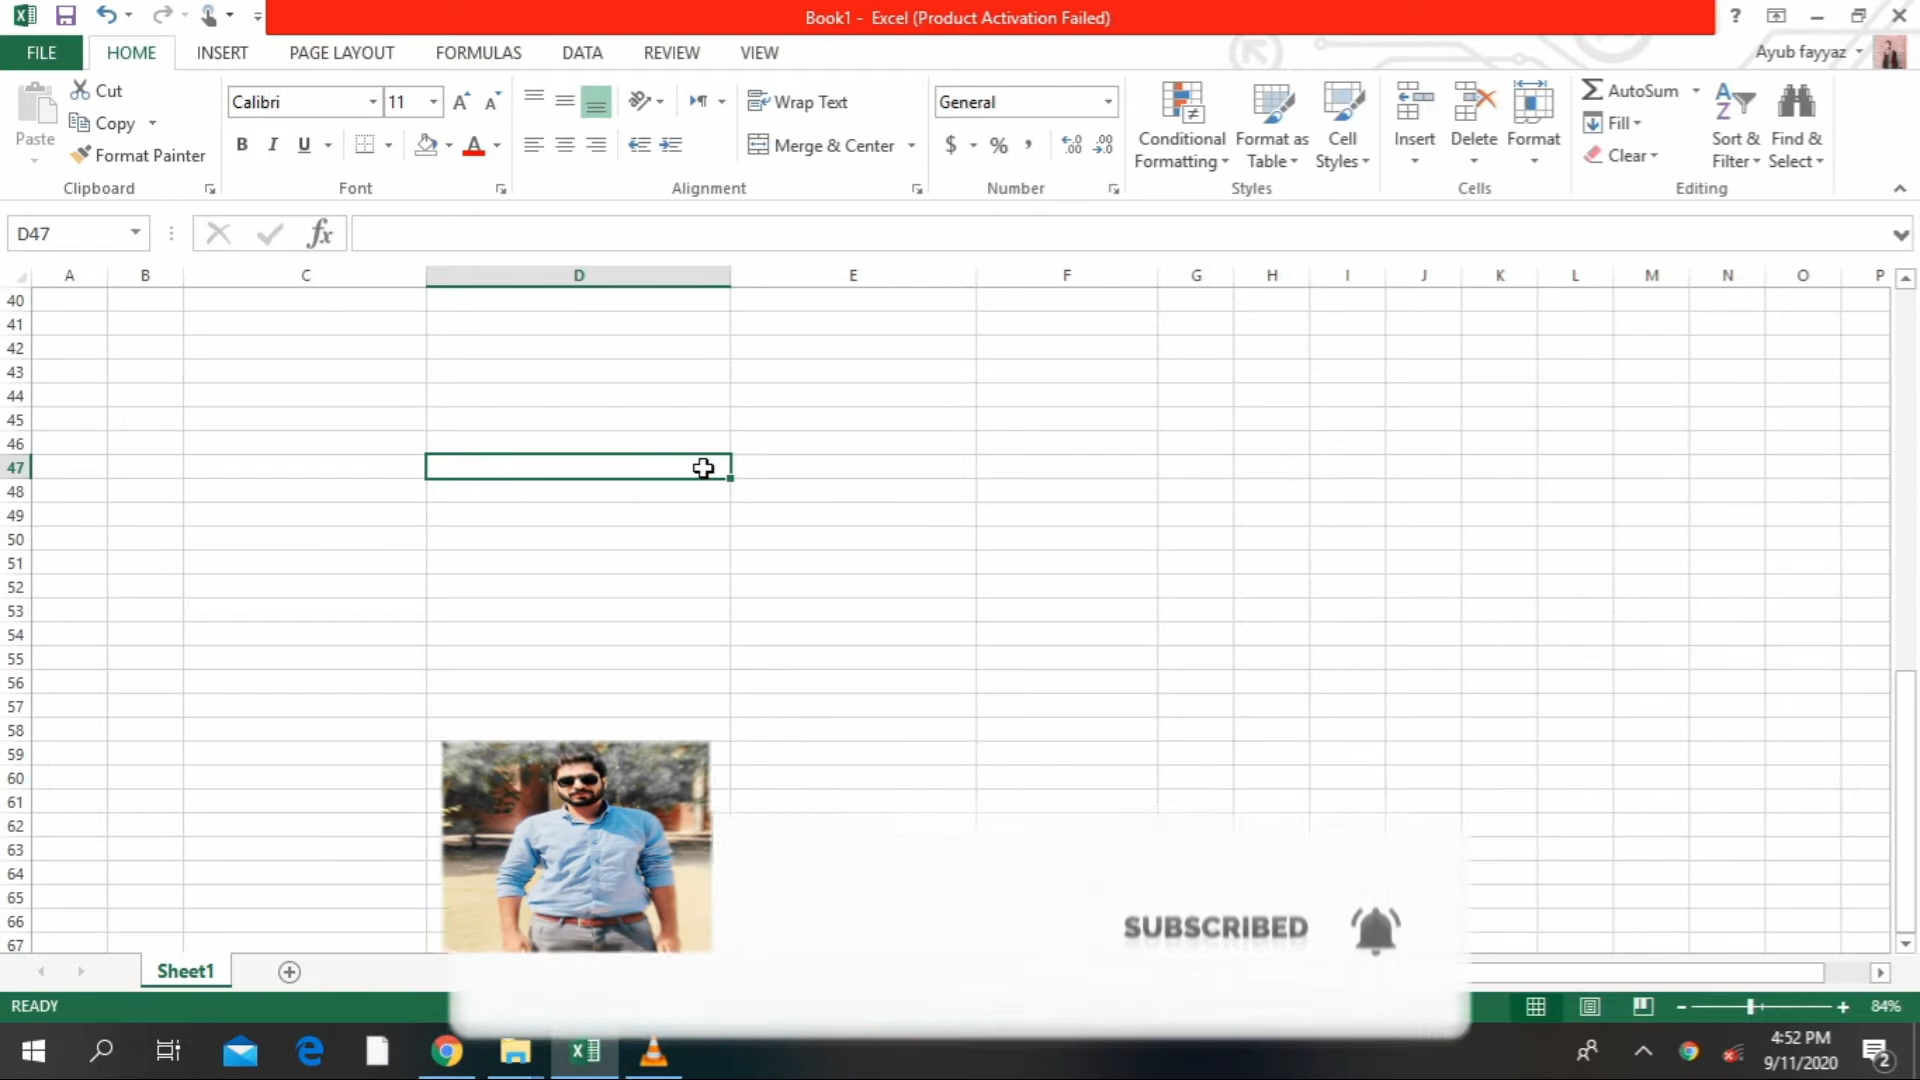 Book1 - Excel (Product Activation Failed)
?
FILE HOME INSERT PAGE LAYOUT FORMULAS DATA REVIEW VIEW
Ayub fayyaz
Paste
Cut
Copy
Format Painter
Clipboard
Calibri 11
B I U
Font
Wrap Text
Merge & Center
Alignment
General
$ % ,
Number
Conditional Formatting
Format as Table
Cell Styles
Styles
Insert
Delete
Format
Cells
AutoSum
Fill
Clear
Sort & Filter
Find & Select
Editing
D47
fx
A B C D E F G H I J K L M N O P
40
41
42
43
44
45
46
47
48
49
50
51
52
53
54
55
56
57
58
59
60
61
62
63
64
65
66
67
SUBSCRIBED
Sheet1
READY
84%
4:52 PM
9/11/2020
2